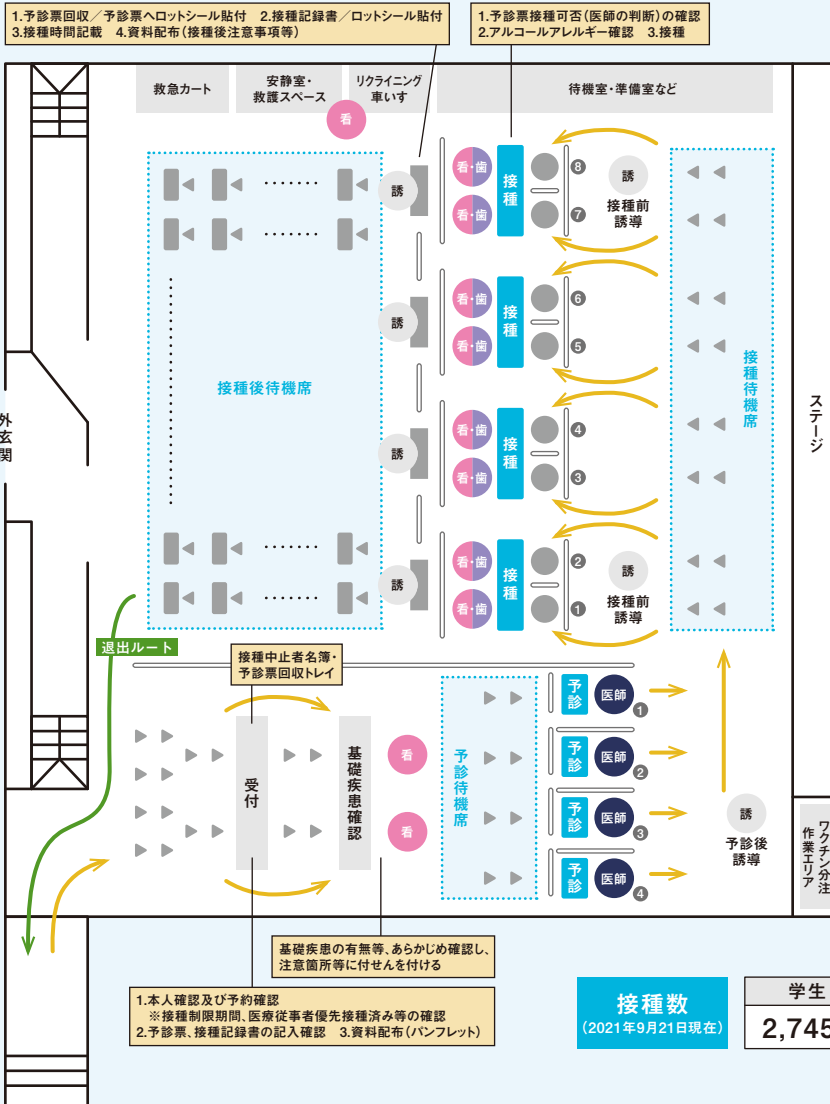 1.予診票回収／予診票へロットシール貼付　2.接種記録書／ロットシール貼付
3.接種時間記載　4.資料配布（接種後注意事項等）
1.予診票接種可否（医師の判断）の確認
2.アルコールアレルギー確認　3.接種
救急カート
安静室・
救護スペース
リクライニング
車いす
待機室・準備室など
看
誘
看・歯
看・歯
接種
8
7
誘
接種前
誘導
誘
看・歯
看・歯
接種
6
5
接種後待機席
接種待機席
ステージ
外玄関
誘
看・歯
看・歯
接種
4
3
誘
看・歯
看・歯
接種
2
1
誘
接種前
誘導
退出ルート
接種中止者名簿・
予診票回収トレイ
受付
基礎疾患確認
看
看
予診待機席
予診
医師
1
予診
医師
2
予診
医師
3
予診
医師
4
誘
予診後
誘導
ワクチン分注
作業エリア
基礎疾患の有無等、あらかじめ確認し、
注意箇所等に付せんを付ける
1.本人確認及び予約確認
※接種制限期間、医療従事者優先接種済み等の確認
2.予診票、接種記録書の記入確認　3.資料配布（パンフレット）
接種数
（2021年9月21日現在）
学生
2,745